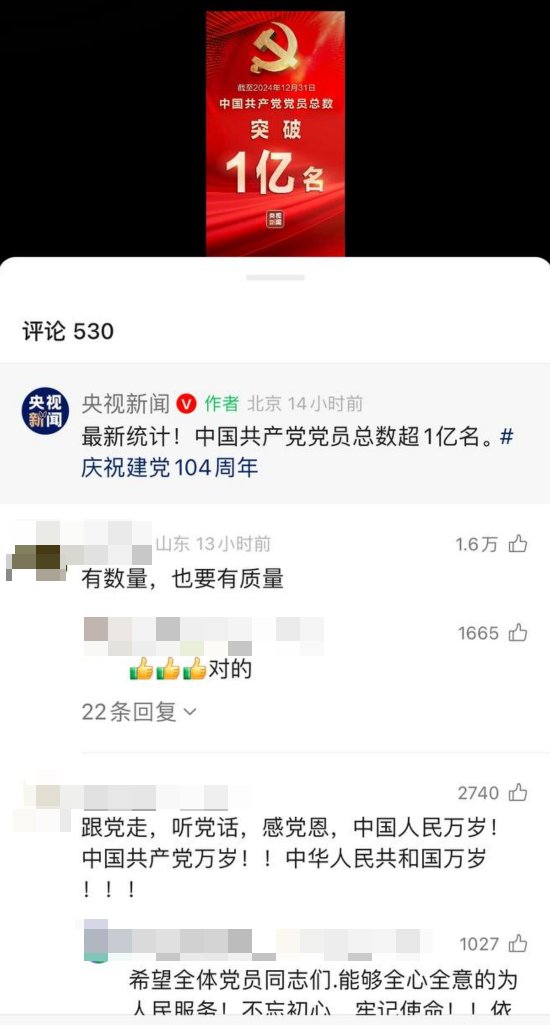 截至2024年12月31日
中国共产党党员总数
突破
1亿名
央视
新闻
评论 530
央视
新闻
央视新闻 V 作者 北京 14小时前
最新统计！中国共产党党员总数超1亿名。#
庆祝建党104周年
山东 13小时前
1.6万
有数量，也要有质量
1665
👍👍👍对的
22条回复
2740
跟党走，听党话，感党恩，中国人民万岁！
中国共产党万岁！！中华人民共和国万岁
！！！
1027
希望全体党员同志们.能够全心全意的为
人民服务！不忘初心，牢记使命！！依